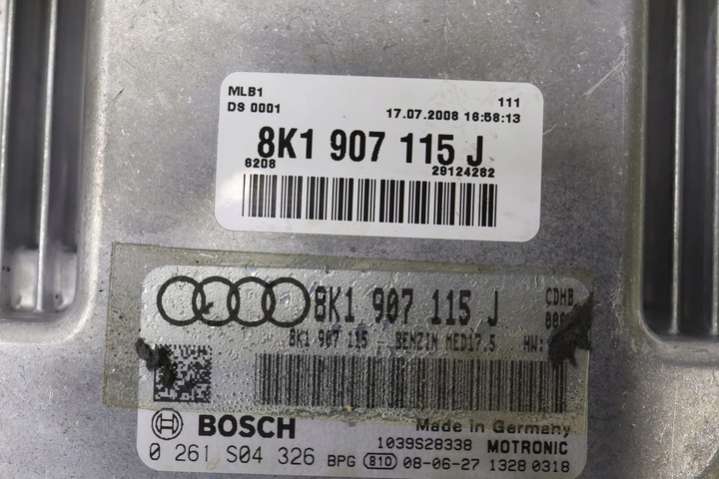 MLB1 111
DS 0001 17.07.2008 16:58:13
8K1 907 115 J
6208 29124282
8K1 907 115 J CDHB
8K1 907 115 - BENZIN MED17.5 HW:
BOSCH Made in Germany
1039S28338 MOTRONIC
0 261 S04 326 BPG 810 08-06-27 1328 0318